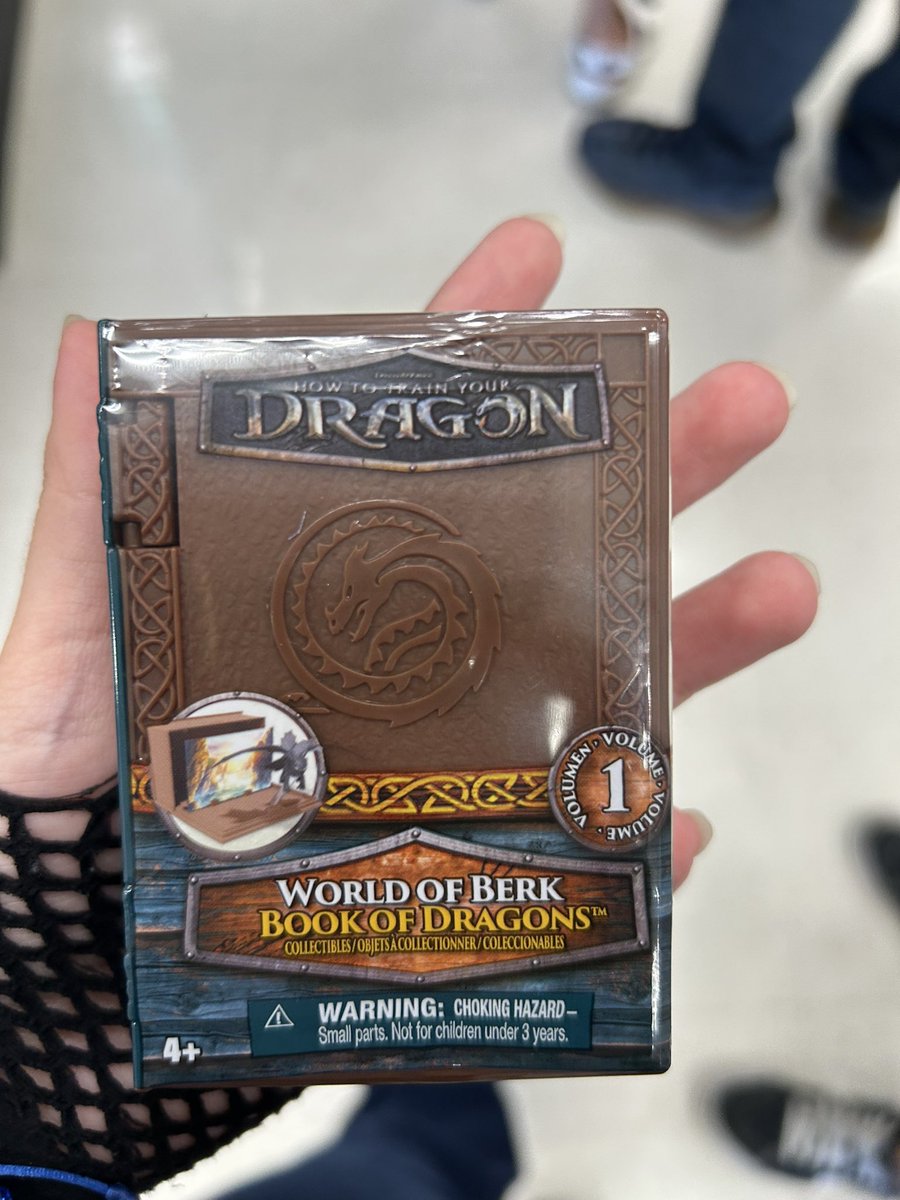 HOW TO TRAIN YOUR
DRAGON
VOLUMEN · VOLUME · VOLUME ·
1
WORLD OF BERK
BOOK OF DRAGONS™
COLLECTIBLES / OBJETS À COLLECTIONNER / COLECCIONABLES
WARNING: CHOKING HAZARD–
Small parts. Not for children under 3 years.
4+